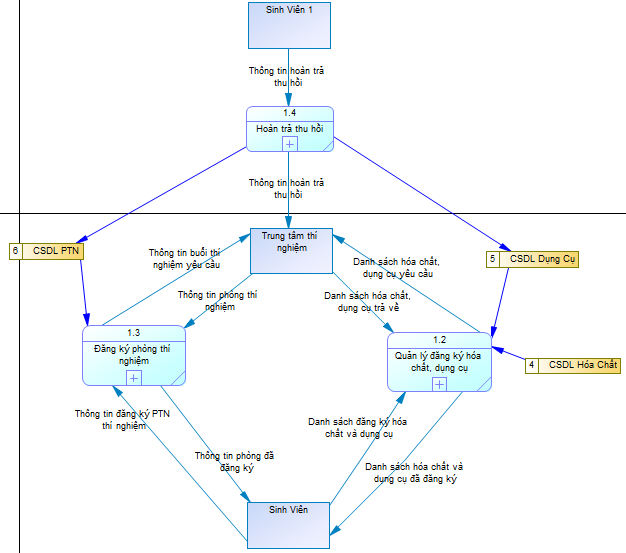 Sinh Viên 1
Thông tin hoàn trả
thu hồi
1.4
Hoàn trả thu hồi
Thông tin hoàn trả
thu hồi
Trung tâm thí
nghiệm
6 CSDL PTN
5 CSDL Dụng Cụ
Thông tin buổi thí
nghiệm yêu cầu
Danh sách hóa chất,
dụng cụ yêu cầu
Thông tin phòng thí
nghiệm
Danh sách hóa chất,
dụng cụ trả về
1.3
Đăng ký phòng thí
nghiệm
1.2
Quản lý đăng ký hóa
chất, dụng cụ
4 CSDL Hóa Chất
Thông tin đăng ký PTN
thí nghiệm
Danh sách đăng ký hóa
chất và dụng cụ
Thông tin phòng đã
đăng ký
Danh sách hóa chất và
dụng cụ đã đăng ký
Sinh Viên